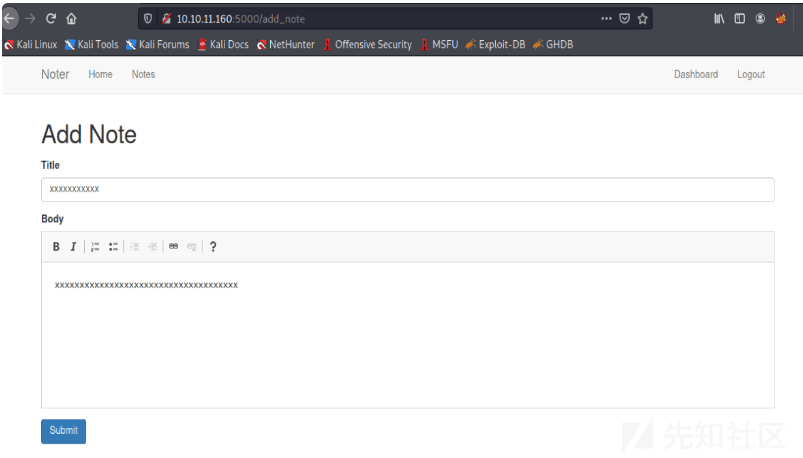 10.10.11.160:5000/add_note
Kali Linux Kali Tools Kali Forums Kali Docs NetHunter Offensive Security MSFU Exploit-DB GHDB
Noter Home Notes Dashboard Logout
Add Note
Title
xxxxxxxxxxx
Body
B I ?
xxxxxxxxxxxxxxxxxxxxxxxxxxxxxxxxxxxxx
Submit
先知社区